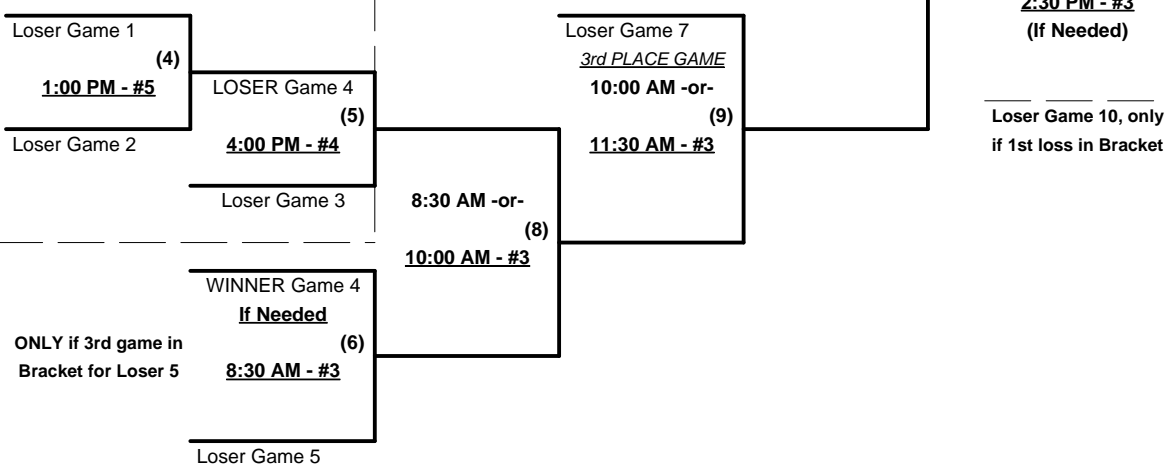 2:30 PM - #3
(If Needed)
Loser Game 1
(4)
1:00 PM - #5
Loser Game 2
LOSER Game 4
(5)
4:00 PM - #4
Loser Game 3
Loser Game 7
3rd PLACE GAME
10:00 AM -or-
(9)
11:30 AM - #3
Loser Game 10, only
if 1st loss in Bracket
8:30 AM -or-
(8)
10:00 AM - #3
WINNER Game 4
If Needed
(6)
8:30 AM - #3
ONLY if 3rd game in
Bracket for Loser 5
Loser Game 5